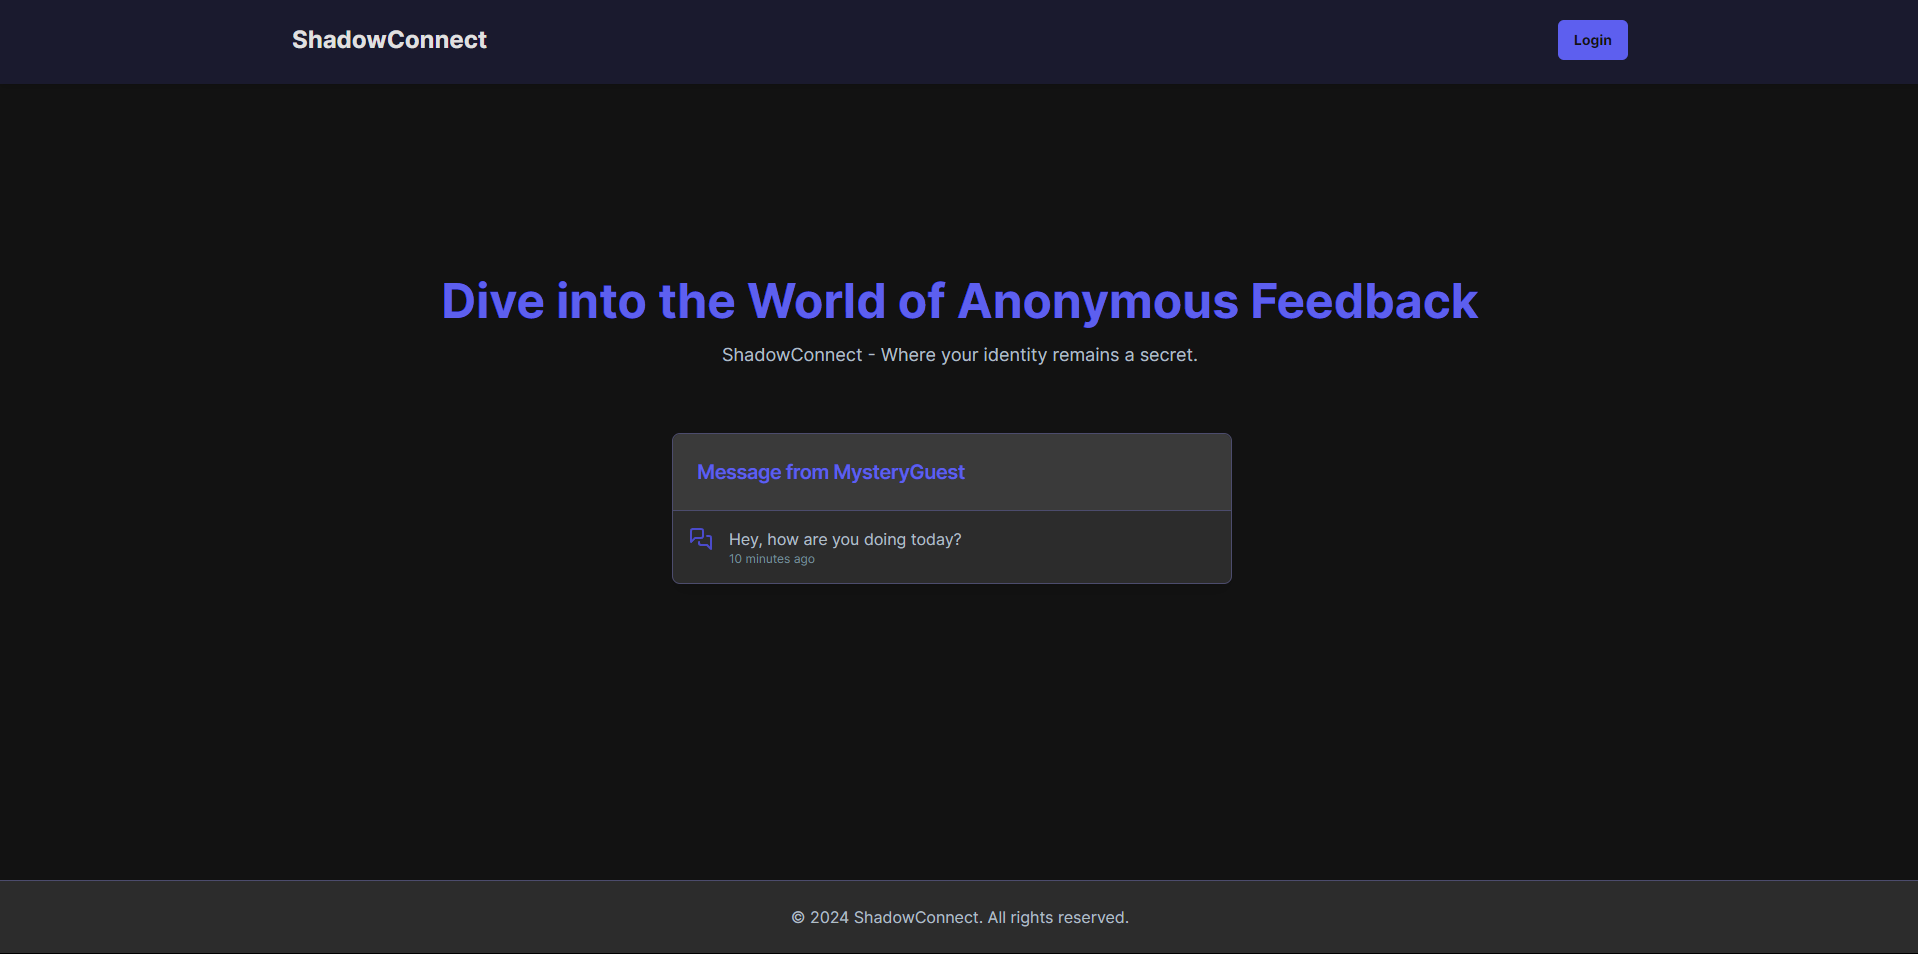 ShadowConnect
Login
Dive into the World of Anonymous Feedback
ShadowConnect - Where your identity remains a secret.
Message from MysteryGuest
Hey, how are you doing today?
10 minutes ago
© 2024 ShadowConnect. All rights reserved.